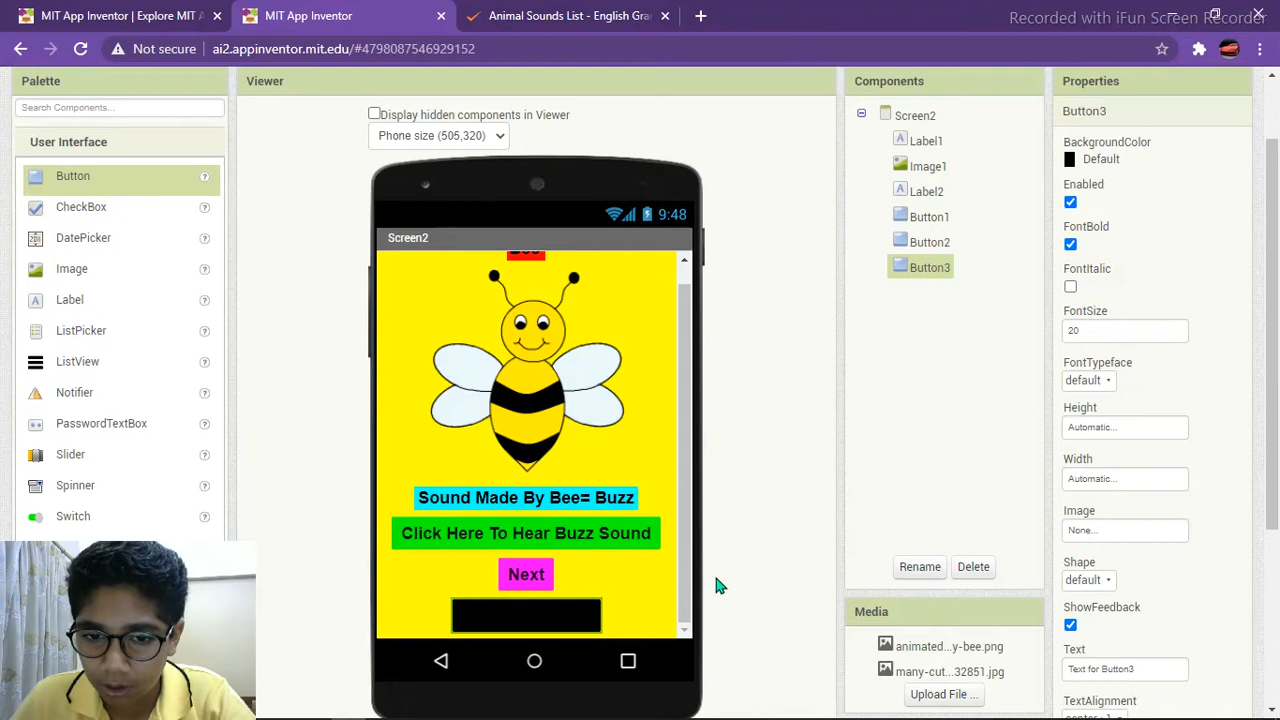 MIT App Inventor | Explore MIT A
MIT App Inventor
Animal Sounds List - English Gra
Recorded with iFun Screen Recorder
Not secure
ai2.appinventor.mit.edu/#4798087546929152
Palette
Viewer
Components
Properties
Search Components...
User Interface
Button
CheckBox
DatePicker
Image
Label
ListPicker
ListView
Notifier
PasswordTextBox
Slider
Spinner
Switch
Display hidden components in Viewer
Phone size (505,320)
9:48
Screen2
Sound Made By Bee= Buzz
Click Here To Hear Buzz Sound
Next
Screen2
Label1
Image1
Label2
Button1
Button2
Button3
Rename
Delete
Media
animated...y-bee.png
many-cut...32851.jpg
Upload File ...
Button3
BackgroundColor
Default
Enabled
FontBold
FontItalic
FontSize
20
FontTypeface
default
Height
Automatic...
Width
Automatic...
Image
None...
Shape
default
ShowFeedback
Text
Text for Button3
TextAlignment